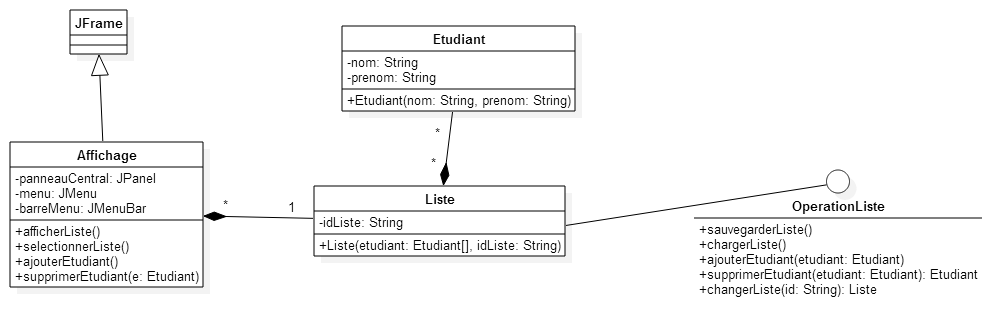 JFrame
Etudiant
-nom: String
-prenom: String
+Etudiant(nom: String, prenom: String)
*
*
Affichage
-panneauCentral: JPanel
-menu: JMenu
-barreMenu: JMenuBar
+afficherListe()
+selectionnerListe()
+ajouterEtudiant()
+supprimerEtudiant(e: Etudiant)
*
1
Liste
-idListe: String
+Liste(etudiant: Etudiant[], idListe: String)
OperationListe
+sauvegarderListe()
+chargerListe()
+ajouterEtudiant(etudiant: Etudiant)
+supprimerEtudiant(etudiant: Etudiant): Etudiant
+changerListe(id: String): Liste